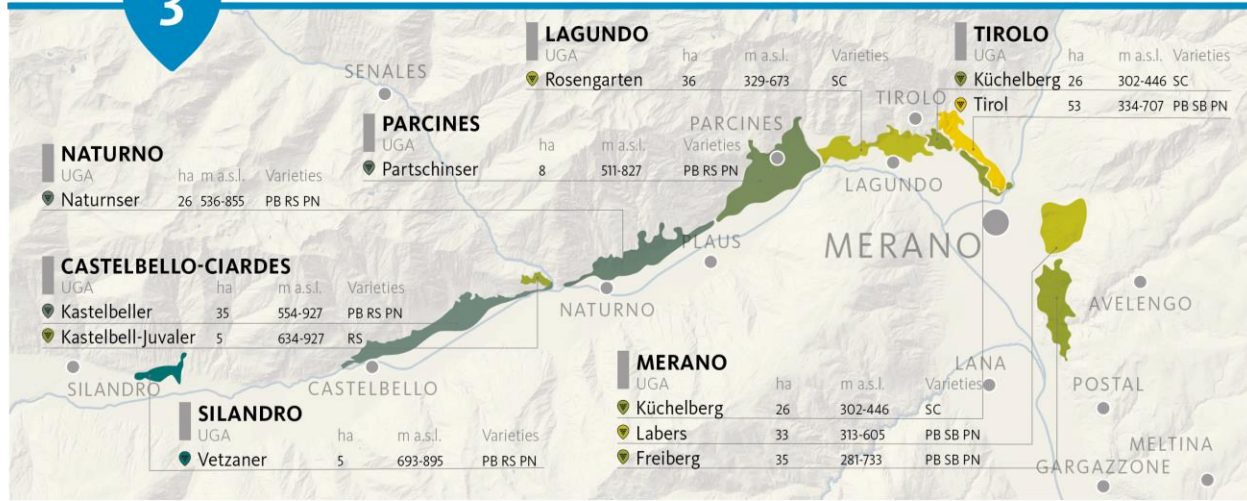 3
LAGUNDO
UGA ha m a.s.l. Varieties
Rosengarten 36 329-673 SC
TIROLO
UGA ha m a.s.l. Varieties
Küchelberg 26 302-446 SC
Tirol 53 334-707 PB SB PN
SENALES
TIROLO
PARCINES
UGA ha m a.s.l. Varieties
Partschinser 8 511-827 PB RS PN
PARCINES
LAGUNDO
NATURNO
UGA ha m a.s.l. Varieties
Naturnser 26 536-855 PB RS PN
PLAUS
MERANO
CASTELBELLO-CIARDES
UGA ha m a.s.l. Varieties
Kastelbeller 35 554-927 PB RS PN
Kastelbell-Juvaler 5 634-927 RS
NATURNO
AVELENGO
SILANDRO
CASTELBELLO
LANA
POSTAL
MERANO
UGA ha m a.s.l. Varieties
Küchelberg 26 302-446 SC
Labers 33 313-605 PB SB PN
Freiberg 35 281-733 PB SB PN
SILANDRO
UGA ha m a.s.l. Varieties
Vetzaner 5 693-895 PB RS PN
MELTINA
GARGAZZONE